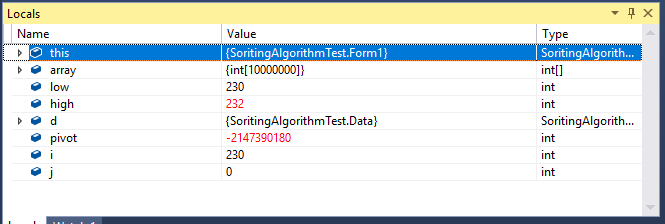 Locals
Name Value Type
this {SoritingAlgorithmTest.Form1} SoritingAlgorith...
array {int[10000000]} int[]
low 230 int
high 232 int
d {SoritingAlgorithmTest.Data} SoritingAlgorith...
pivot -2147390180 int
i 230 int
j 0 int